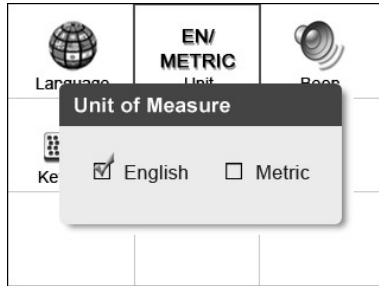 EN/
METRIC
Language Unit Beep
Unit of Measure
Ke
English Metric